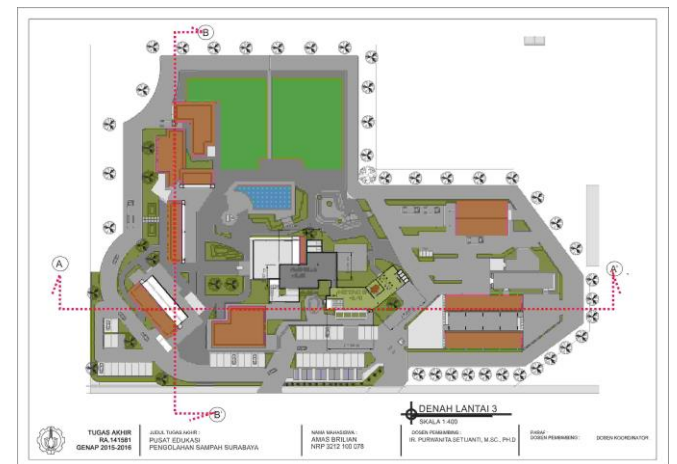 B
A
A'
B'
DENAH LANTAI 3
SKALA 1:400
TUGAS AKHIR
RA.141581
GENAP 2015-2016
JUDUL TUGAS AKHIR :
PUSAT EDUKASI
PENGOLAHAN SAMPAH SURABAYA
NAMA MAHASISWA :
AMAS BRILIAN
NRP 3212 100 078
DOSEN PEMBIMBING :
IR. PURWANITA SETIJANTI, M.SC., PH.D
PARAF :
DOSEN PEMBIMBING :
DOSEN KOORDINATOR